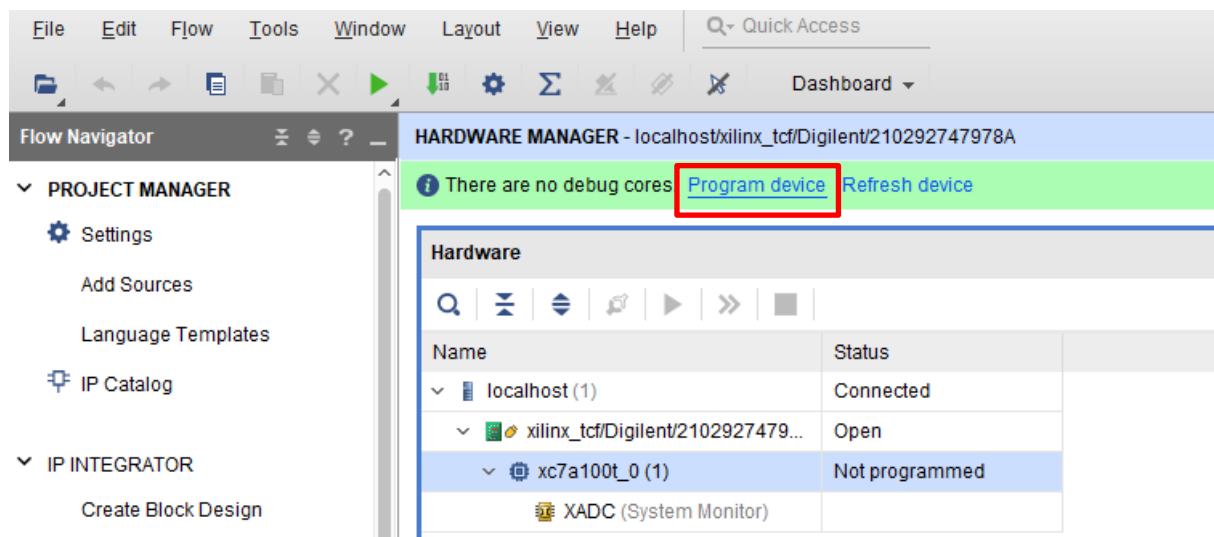 File Edit Flow Tools Window Layout View Help Quick Access
Dashboard
Flow Navigator ? _
HARDWARE MANAGER - localhost/xilinx_tcf/Digilent/210292747978A
There are no debug cores. Program device Refresh device
PROJECT MANAGER
Settings
Add Sources
Language Templates
IP Catalog
IP INTEGRATOR
Create Block Design
Hardware
Name Status
localhost (1) Connected
xilinx_tcf/Digilent/2102927479... Open
xc7a100t_0 (1) Not programmed
XADC (System Monitor)